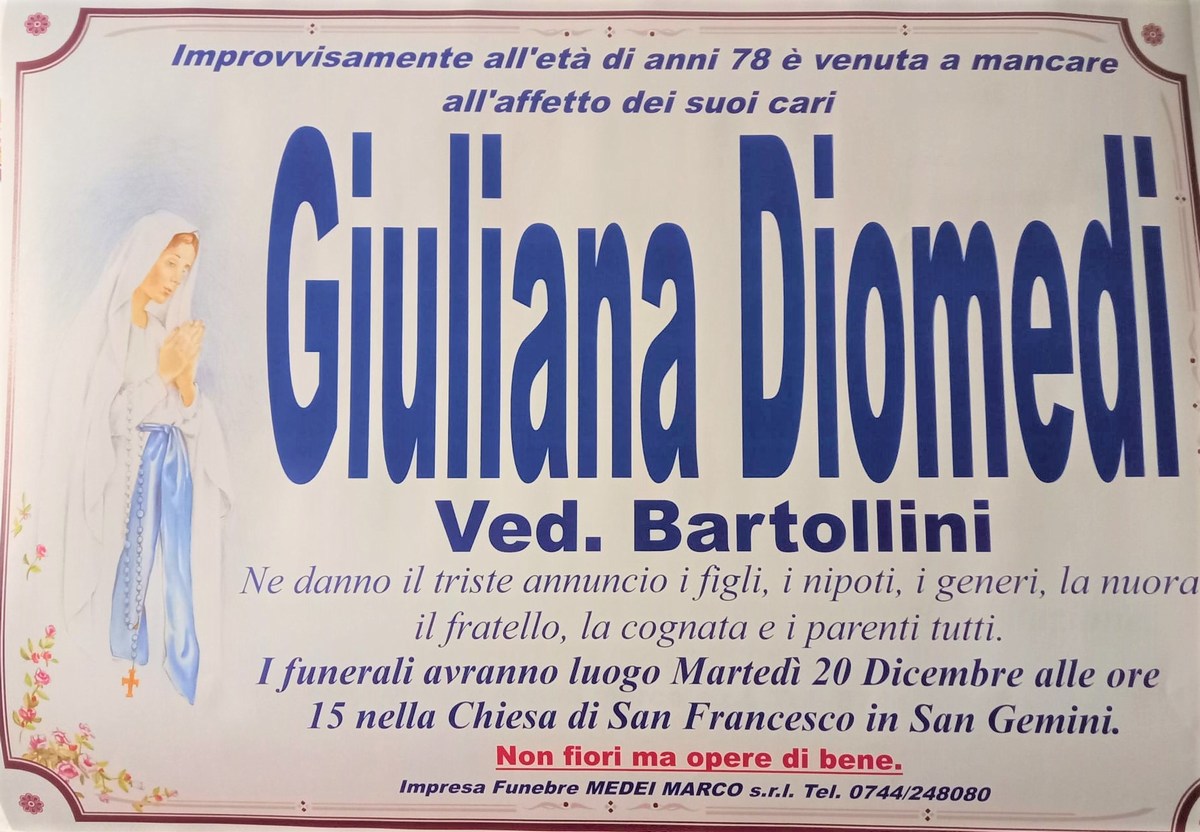 Improvvisamente all'età di anni 78 è venuta a mancare
all'affetto dei suoi cari
Giuliana Diomedi
Ved. Bartollini
Ne danno il triste annuncio i figli, i nipoti, i generi, la nuora
il fratello, la cognata e i parenti tutti.
I funerali avranno luogo Martedì 20 Dicembre alle ore
15 nella Chiesa di San Francesco in San Gemini.
Non fiori ma opere di bene.
Impresa Funebre MEDEI MARCO s.r.l. Tel. 0744/248080